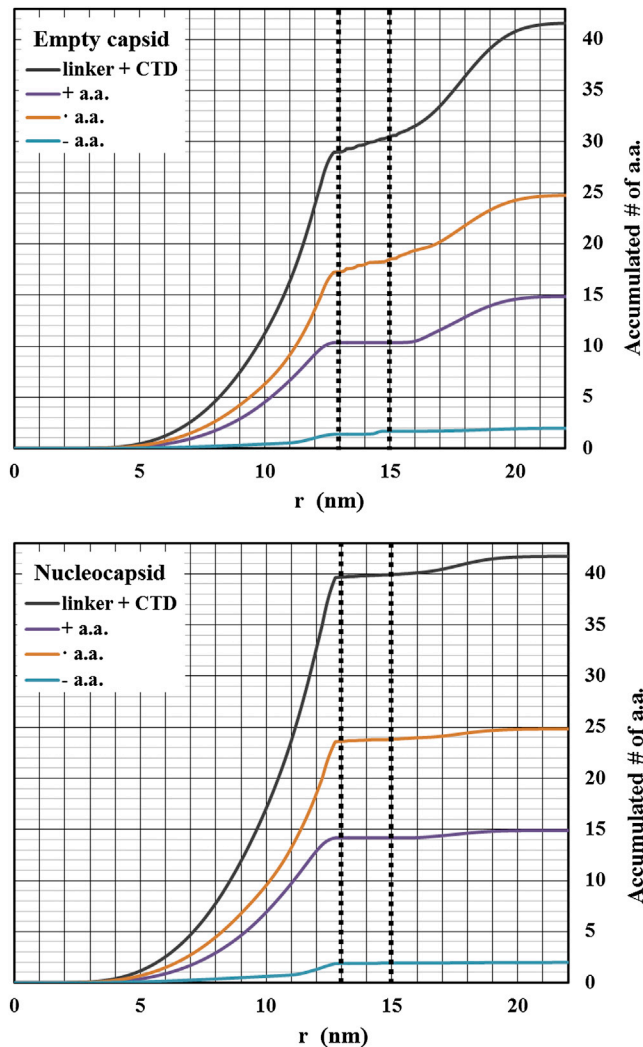 Empty capsid
linker + CTD
+ a.a.
· a.a.
- a.a.
40
35
30
25
20
15
10
5
0
Accumulated # of a.a.
0 5 10 15 20
r (nm)
Nucleocapsid
linker + CTD
+ a.a.
· a.a.
- a.a.
40
35
30
25
20
15
10
5
0
Accumulated # of a.a.
0 5 10 15 20
r (nm)